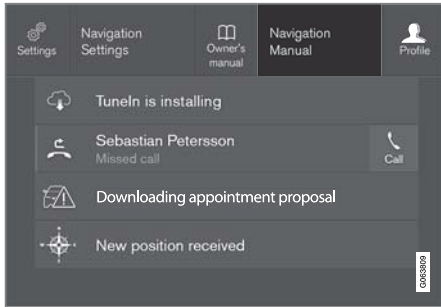 Settings
Navigation
Settings
Owner's
manual
Navigation
Manual
Profile
TuneIn is installing
Sebastian Petersson
Missed call
Call
Downloading appointment proposal
New position received
G063809